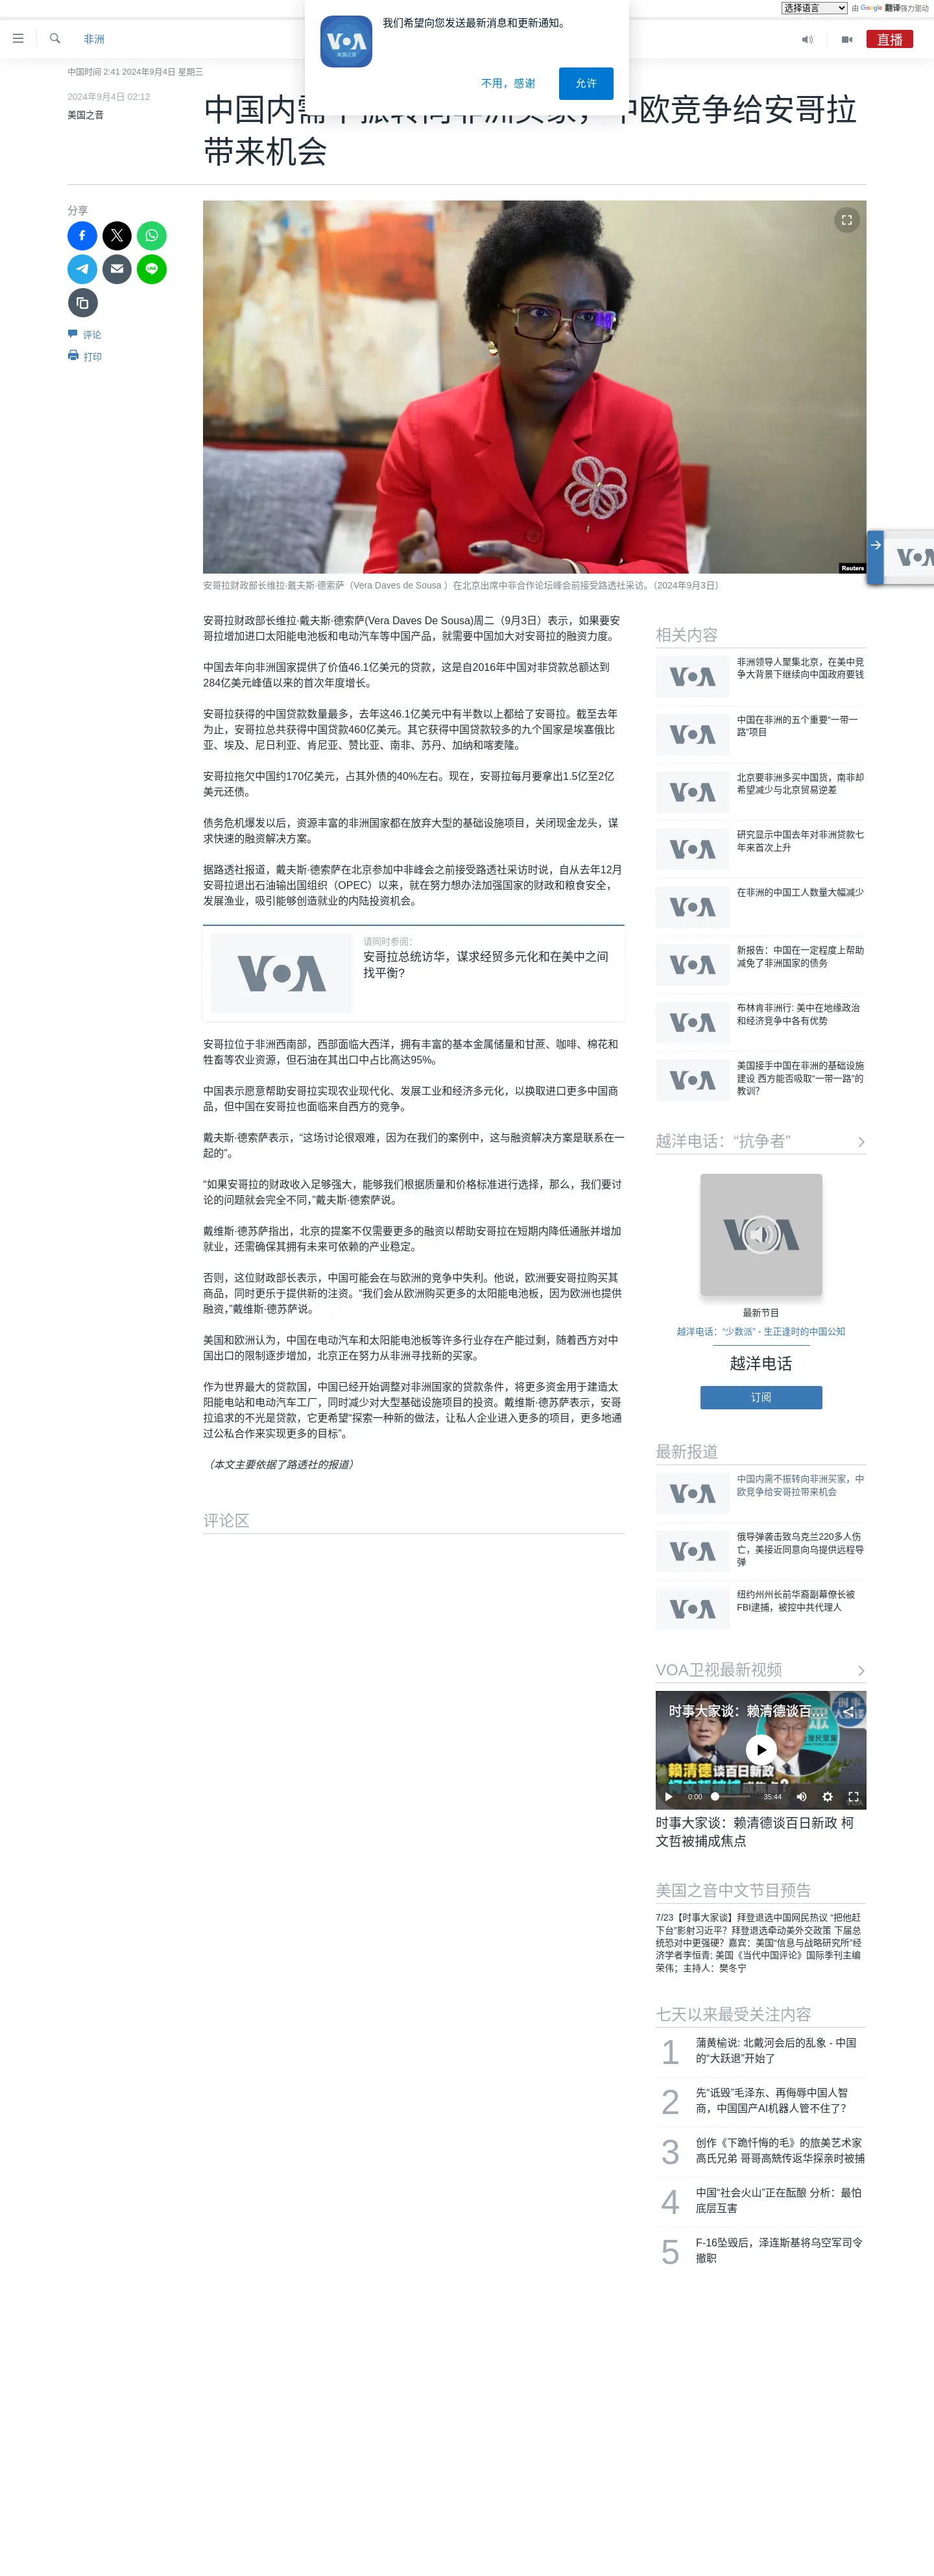 选择语言 由 Google 翻译强力驱动
我们希望向您发送最新消息和更新通知。
不用，感谢 允许
非洲
直播
中国时间 2:41 2024年9月4日 星期三
2024年9月4日 02:12
美国之音
中国内需不振转向非洲买家，中欧竞争给安哥拉
带来机会
分享
评论
打印
Reuters
安哥拉财政部长维拉·戴夫斯·德索萨（Vera Daves de Sousa ）在北京出席中非合作论坛峰会前接受路透社采访。（2024年9月3日）
安哥拉财政部长维拉·戴夫斯·德索萨(Vera Daves De Sousa)周二（9月3日）表示，如果要安
哥拉增加进口太阳能电池板和电动汽车等中国产品，就需要中国加大对安哥拉的融资力度。
中国去年向非洲国家提供了价值46.1亿美元的贷款，这是自2016年中国对非贷款总额达到
284亿美元峰值以来的首次年度增长。
安哥拉获得的中国贷款数量最多，去年这46.1亿美元中有半数以上都给了安哥拉。截至去年
为止，安哥拉总共获得中国贷款460亿美元。其它获得中国贷款较多的九个国家是埃塞俄比
亚、埃及、尼日利亚、肯尼亚、赞比亚、南非、苏丹、加纳和喀麦隆。
安哥拉拖欠中国约170亿美元，占其外债的40%左右。现在，安哥拉每月要拿出1.5亿至2亿
美元还债。
债务危机爆发以后，资源丰富的非洲国家都在放弃大型的基础设施项目，关闭现金龙头，谋
求快速的融资解决方案。
据路透社报道，戴夫斯·德索萨在北京参加中非峰会之前接受路透社采访时说，自从去年12月
安哥拉退出石油输出国组织（OPEC）以来，就在努力想办法加强国家的财政和粮食安全，
发展渔业，吸引能够创造就业的内陆投资机会。
VOA
请同时参阅：
安哥拉总统访华，谋求经贸多元化和在美中之间
找平衡?
安哥拉位于非洲西南部，西部面临大西洋，拥有丰富的基本金属储量和甘蔗、咖啡、棉花和
牲畜等农业资源，但石油在其出口中占比高达95%。
中国表示愿意帮助安哥拉实现农业现代化、发展工业和经济多元化，以换取进口更多中国商
品，但中国在安哥拉也面临来自西方的竞争。
戴夫斯·德索萨表示，“这场讨论很艰难，因为在我们的案例中，这与融资解决方案是联系在一
起的”。
“如果安哥拉的财政收入足够强大，能够我们根据质量和价格标准进行选择，那么，我们要讨
论的问题就会完全不同，”戴夫斯·德索萨说。
戴维斯·德苏萨指出，北京的提案不仅需要更多的融资以帮助安哥拉在短期内降低通胀并增加
就业，还需确保其拥有未来可依赖的产业稳定。
否则，这位财政部长表示，中国可能会在与欧洲的竞争中失利。他说，欧洲要安哥拉购买其
商品，同时更乐于提供新的注资。“我们会从欧洲购买更多的太阳能电池板，因为欧洲也提供
融资，”戴维斯·德苏萨说。
美国和欧洲认为，中国在电动汽车和太阳能电池板等许多行业存在产能过剩，随着西方对中
国出口的限制逐步增加，北京正在努力从非洲寻找新的买家。
作为世界最大的贷款国，中国已经开始调整对非洲国家的贷款条件，将更多资金用于建造太
阳能电站和电动汽车工厂，同时减少对大型基础设施项目的投资。戴维斯·德苏萨表示，安哥
拉追求的不光是贷款，它更希望“探索一种新的做法，让私人企业进入更多的项目，更多地通
过公私合作来实现更多的目标”。
（本文主要依据了路透社的报道）
评论区
相关内容
非洲领导人聚集北京，在美中竞
争大背景下继续向中国政府要钱
中国在非洲的五个重要“一带一
路”项目
北京要非洲多买中国货，南非却
希望减少与北京贸易逆差
研究显示中国去年对非洲贷款七
年来首次上升
在非洲的中国工人数量大幅减少
新报告：中国在一定程度上帮助
减免了非洲国家的债务
布林肯非洲行: 美中在地缘政治
和经济竞争中各有优势
美国接手中国在非洲的基础设施
建设 西方能否吸取“一带一路”的
教训?
越洋电话：“抗争者”
VOA
最新节目
越洋电话：“少数派” - 生正逢时的中国公知
越洋电话
订阅
最新报道
中国内需不振转向非洲买家，中
欧竞争给安哥拉带来机会
俄导弹袭击致乌克兰220多人伤
亡，美接近同意向乌提供远程导
弹
纽约州州长前华裔副幕僚长被
FBI逮捕，被控中共代理人
VOA卫视最新视频
时事大家谈：赖清德谈百…
賴清德談百日新政
0:00 35:44
时事大家谈：赖清德谈百日新政 柯
文哲被捕成焦点
美国之音中文节目预告
7/23【时事大家谈】拜登退选中国网民热议 “把他赶
下台”影射习近平？拜登退选牵动美外交政策 下届总
统恐对中更强硬？嘉宾：美国“信息与战略研究所”经
济学者李恒青; 美国《当代中国评论》国际季刊主编
荣伟；主持人：樊冬宁
七天以来最受关注内容
1 蒲黄榆说: 北戴河会后的乱象 - 中国
的“大跃退”开始了
2 先“诋毁”毛泽东、再侮辱中国人智
商，中国国产AI机器人管不住了？
3 创作《下跪忏悔的毛》的旅美艺术家
高氏兄弟 哥哥高兟传返华探亲时被捕
4 中国“社会火山”正在酝酿 分析：最怕
底层互害
5 F-16坠毁后，泽连斯基将乌空军司令
撤职